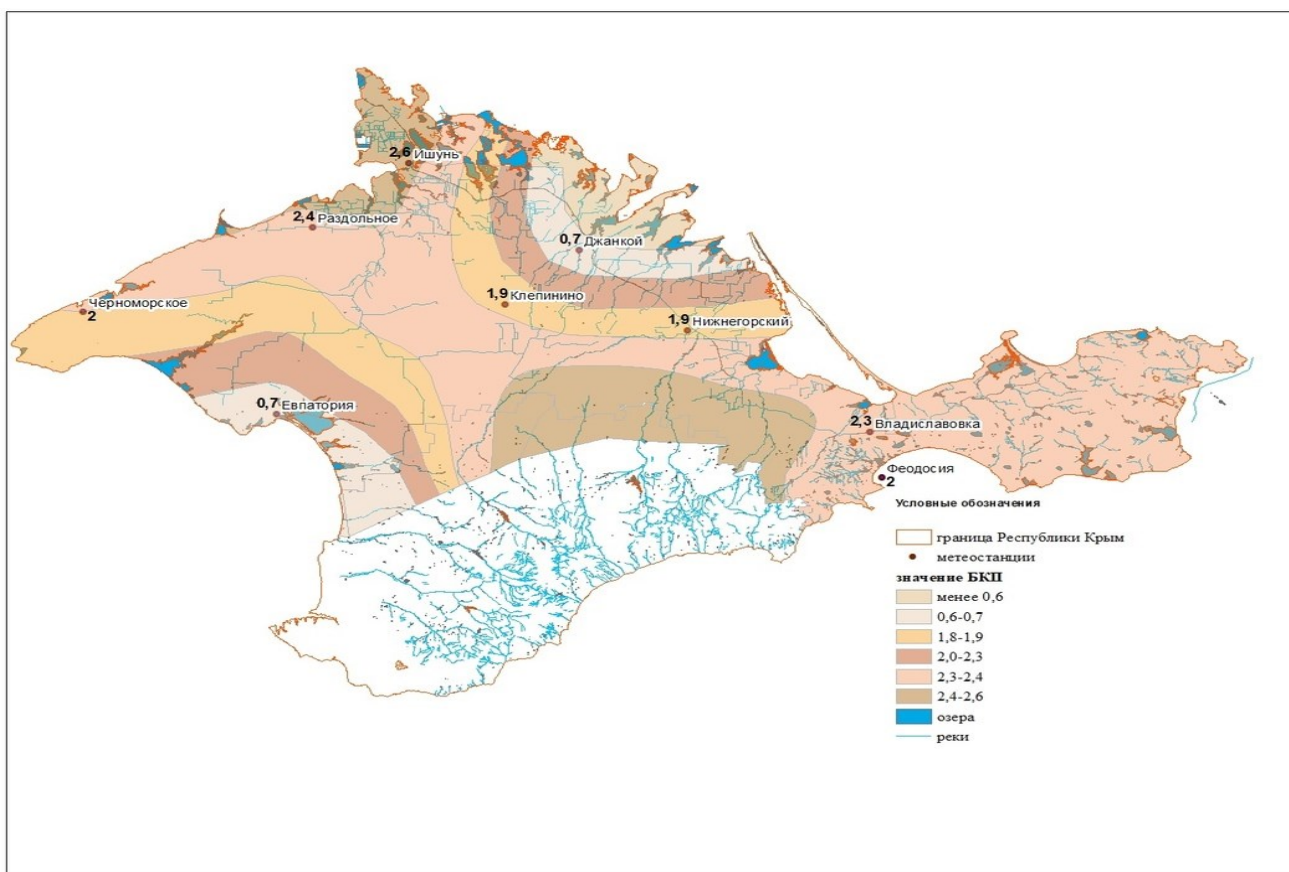 2,6 Ишунь
2,4 Раздольное
0,7 Джанкой
1,9 Клепинино
Черноморское
2
1,9 Нижнегорский
0,7 Евпатория
2,3 Владиславовка
Феодосия
2
Условные обозначения
граница Республики Крым
метеостанции
значение БКП
менее 0,6
0,6-0,7
1,8-1,9
2,0-2,3
2,3-2,4
2,4-2,6
озера
реки